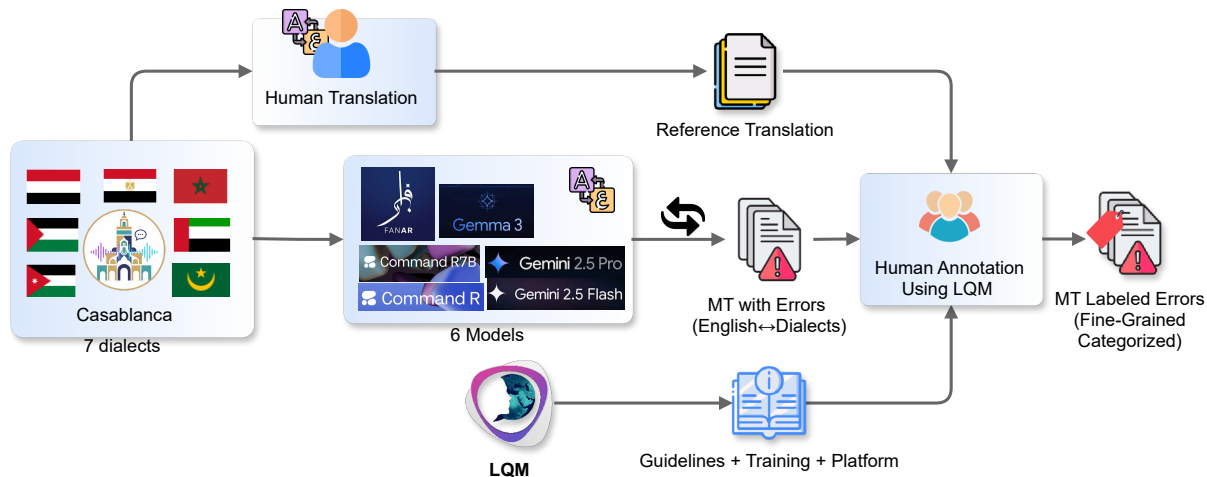 A
ع
Human Translation
Reference Translation
Casablanca
7 dialects
فنار
FANAR
Gemma 3
A
ع
Command R7B
Gemini 2.5 Pro
Command R
Gemini 2.5 Flash
6 Models
MT with Errors
(English↔Dialects)
Human Annotation
Using LQM
MT Labeled Errors
(Fine-Grained
Categorized)
LQM
i
Guidelines + Training + Platform